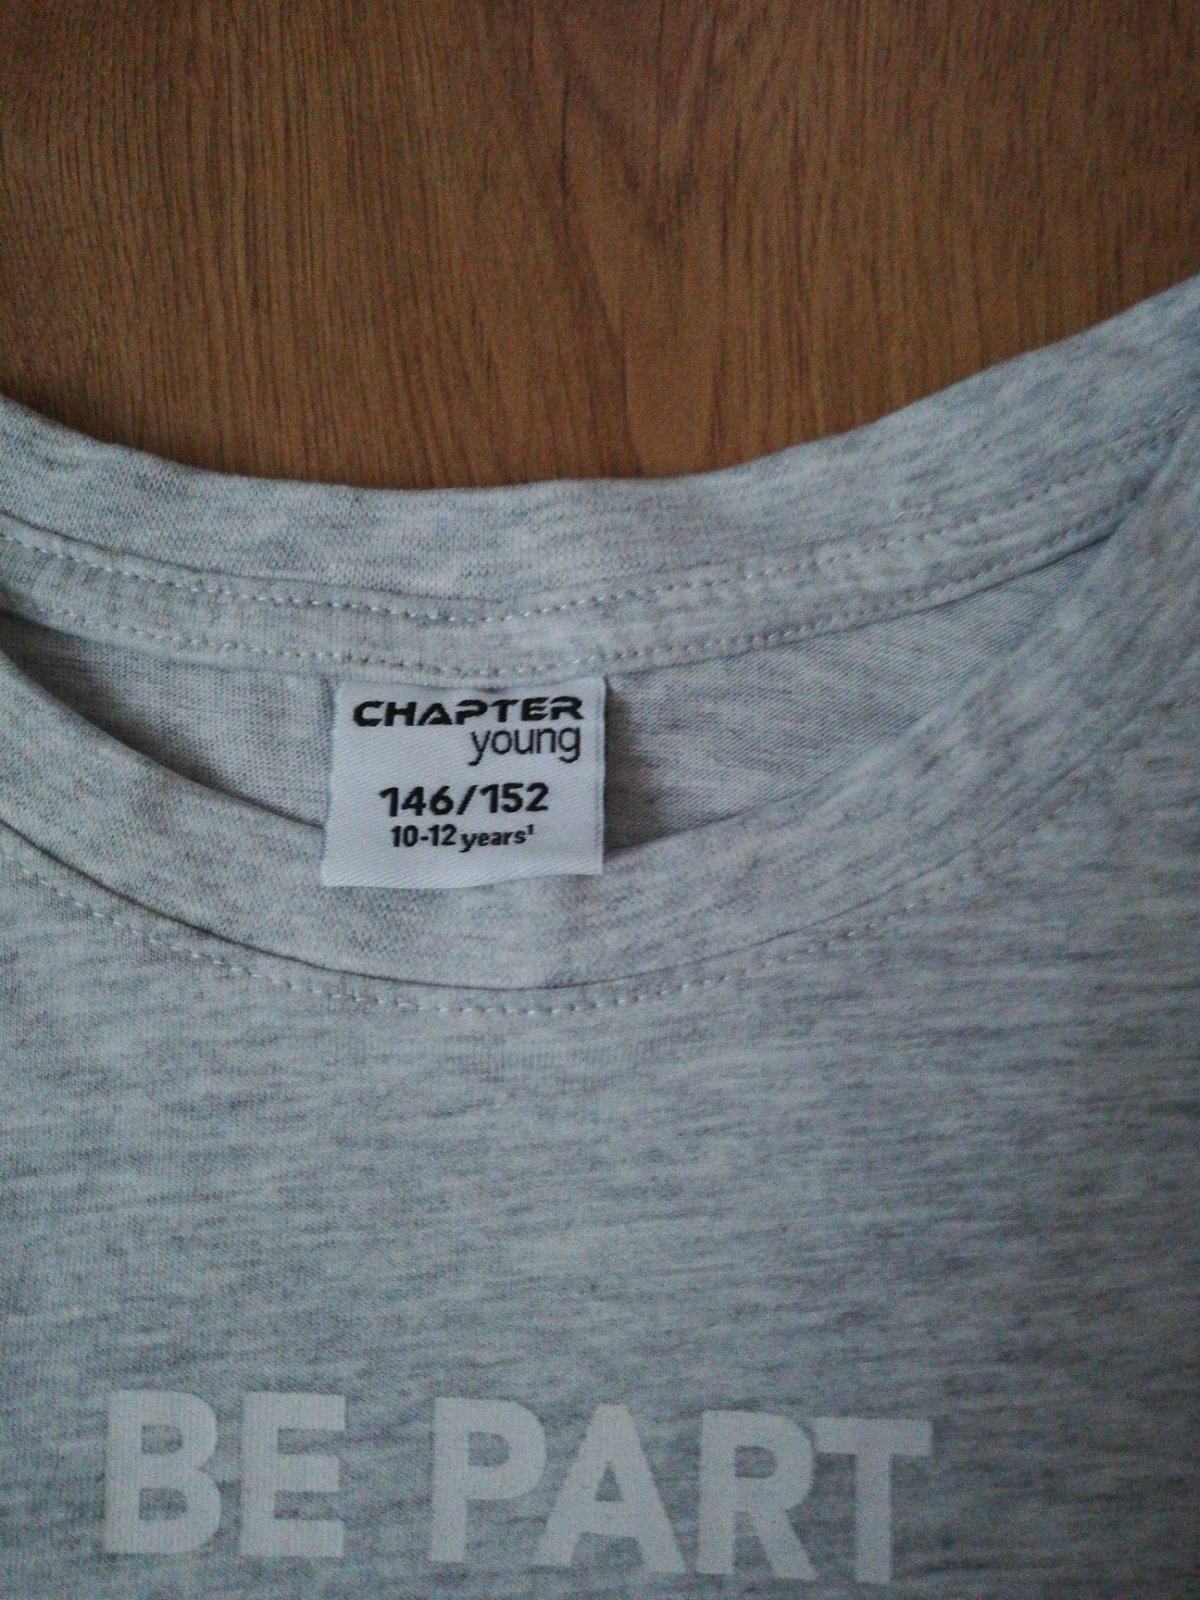 CHAPTER
young
146/152
10-12 years¹
BE PART